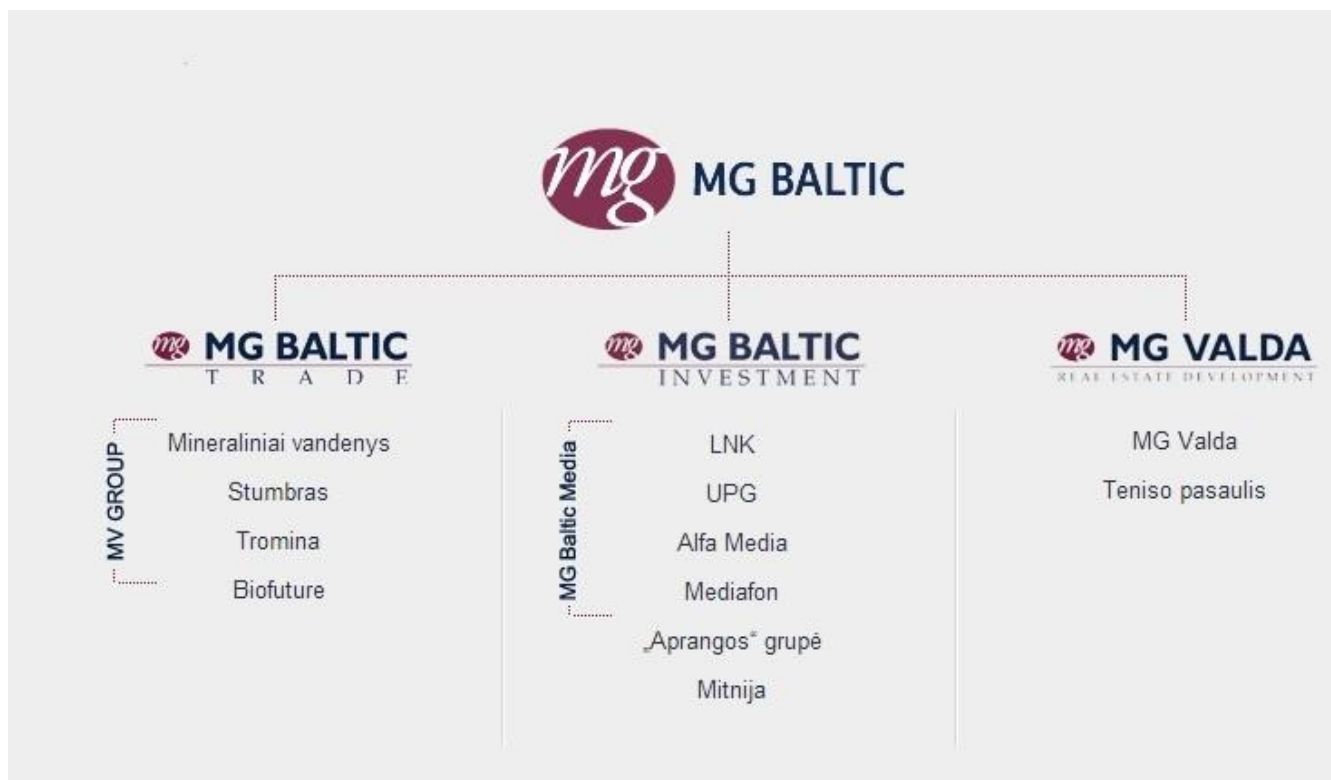 mg MG BALTIC
mg MG BALTIC
TRADE
MV GROUP
Mineraliniai vandenys
Stumbras
Tromina
Biofuture
mg MG BALTIC
INVESTMENT
MG Baltic Media
LNK
UPG
Alfa Media
Mediafon
„Aprangos“ grupė
Mitnija
mg MG VALDA
REAL ESTATE DEVELOPMENT
MG Valda
Teniso pasaulis